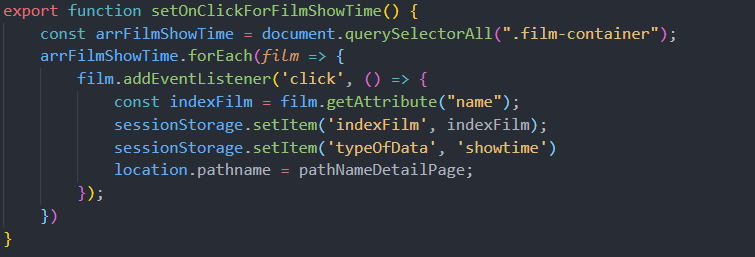 export function setOnClickForFilmShowTime() {
    const arrFilmShowTime = document.querySelectorAll(".film-container");
    arrFilmShowTime.forEach(film => {
        film.addEventListener('click', () => {
            const indexFilm = film.getAttribute("name");
            sessionStorage.setItem('indexFilm', indexFilm);
            sessionStorage.setItem('typeOfData', 'showtime')
            location.pathname = pathNameDetailPage;
        });
    })
}